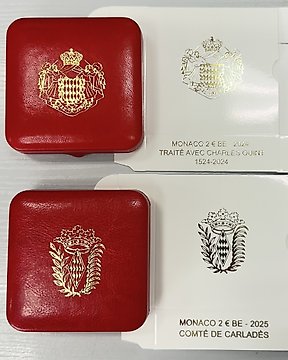 MONACO 2 € BE - 2024
TRAITÉ AVEC CHARLES QUINT
1524-2024
MONACO 2 € BE - 2025
COMTÉ DE CARLADÈS